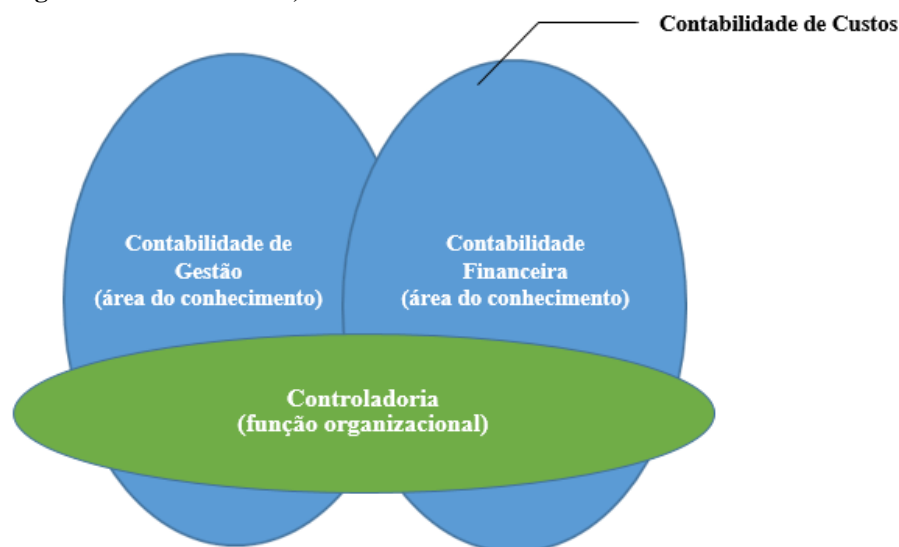 Contabilidade de Custos
Contabilidade de
Gestão
(área do conhecimento)
Contabilidade
Financeira
(área do conhecimento)
Controladoria
(função organizacional)